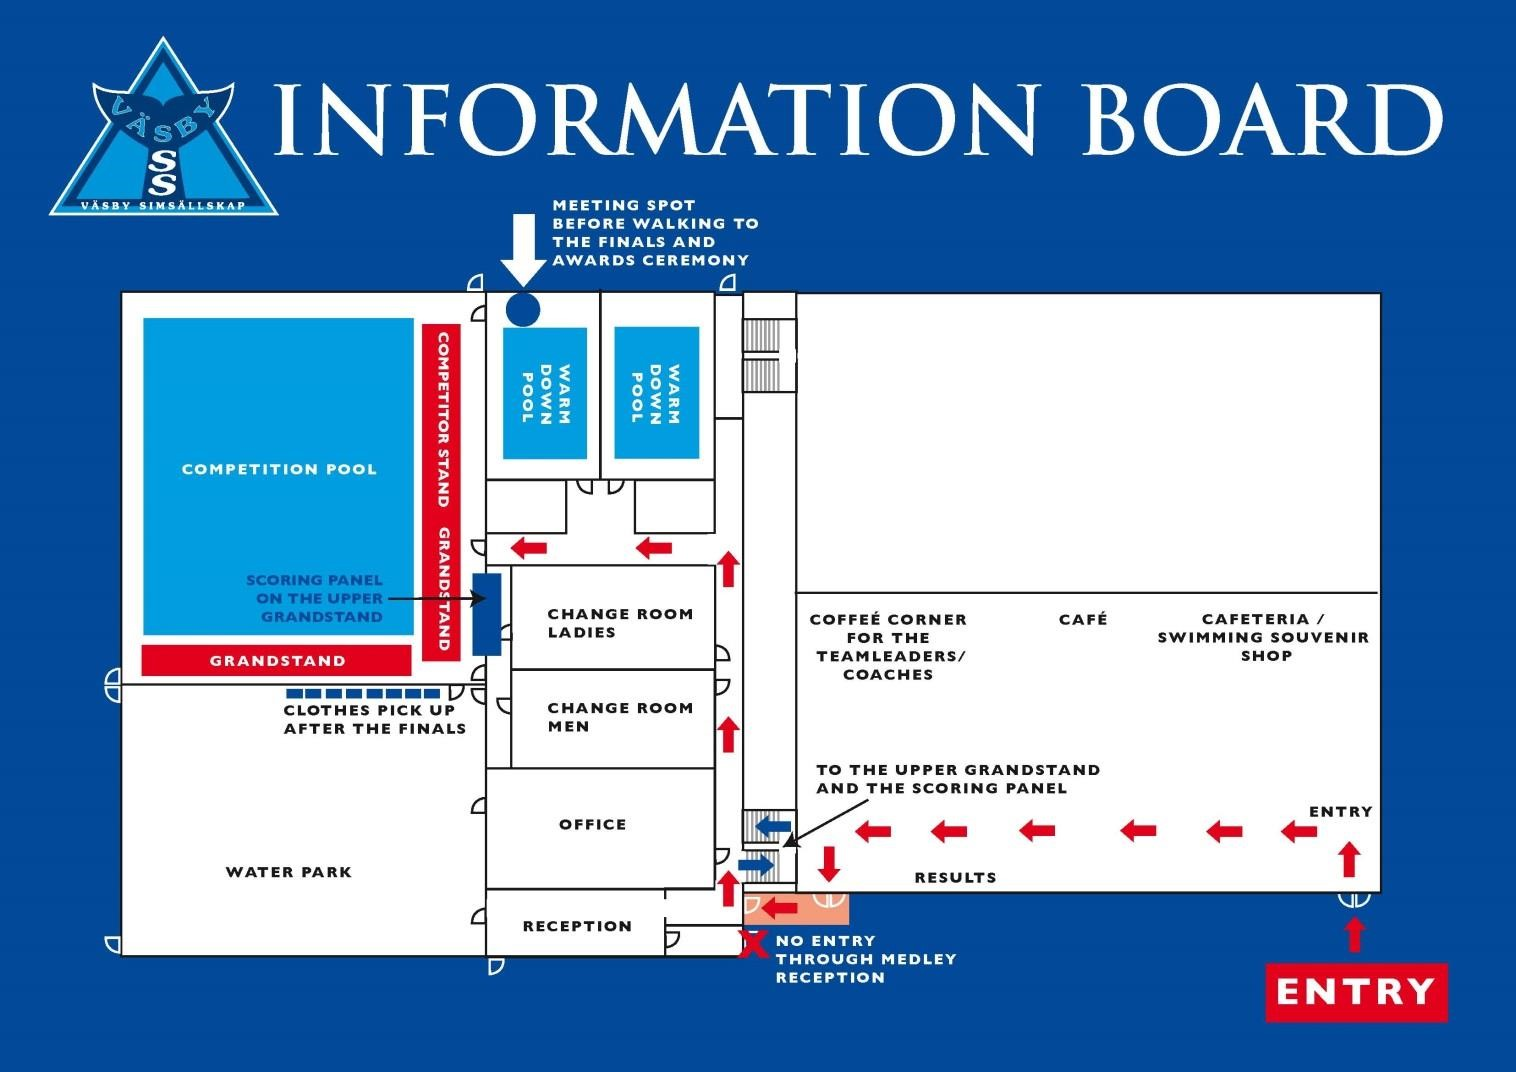 VÄSBY
SS
VÄSBY SIMSÄLLSKAP
INFORMATION BOARD
MEETING SPOT
BEFORE WALKING TO
THE FINALS AND
AWARDS CEREMONY
COMPETITION POOL
COMPETITOR STAND
GRANDSTAND
WARM
DOWN
POOL
WARM
DOWN
POOL
SCORING PANEL
ON THE UPPER
GRANDSTAND
GRANDSTAND
CLOTHES PICK UP
AFTER THE FINALS
CHANGE ROOM
LADIES
CHANGE ROOM
MEN
OFFICE
WATER PARK
RECEPTION
COFFEÉ CORNER
FOR THE
TEAMLEADERS/
COACHES
CAFÉ
CAFETERIA /
SWIMMING SOUVENIR
SHOP
TO THE UPPER GRANDSTAND
AND THE SCORING PANEL
ENTRY
RESULTS
X NO ENTRY
THROUGH MEDLEY
RECEPTION
ENTRY